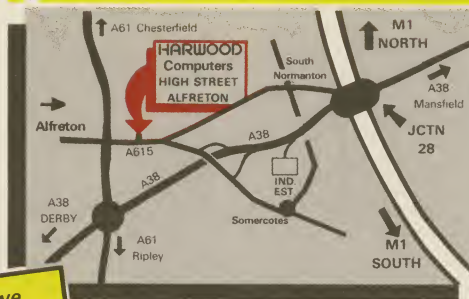 A61 Chesterfield
M1
NORTH
HARWOOD
Computers
HIGH STREET
ALFRETON
South
Normanton
A38
Mansfield
Alfreton
A38
JCTN
28
A615
A38
IND.
EST
A38
DERBY
Somercotes
A61
Ripley
M1
SOUTH